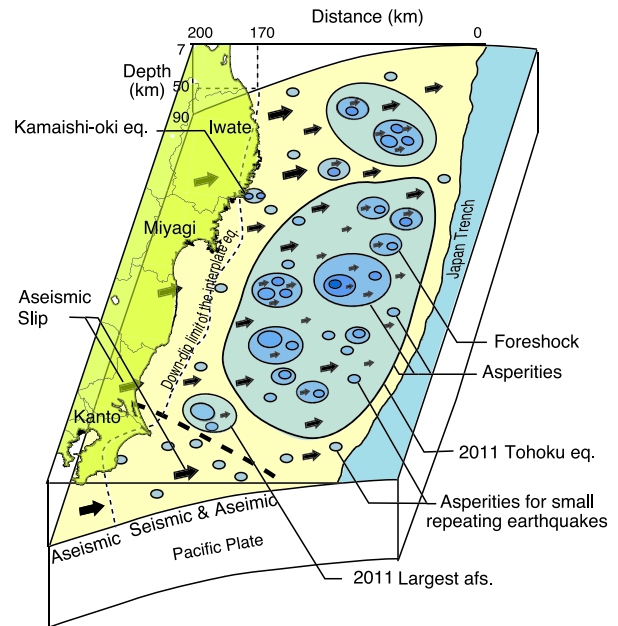 Distance (km)
200 170 0
7
Depth
(km)
50
90
Iwate
Kamaishi-oki eq.
Miyagi
Japan Trench
Down-dip limit of the interplate eq.
Aseismic
Slip
Foreshock
Asperities
Kanto
2011 Tohoku eq.
Asperities for small
repeating earthquakes
Aseismic Seismic & Aseimic
Pacific Plate
2011 Largest afs.